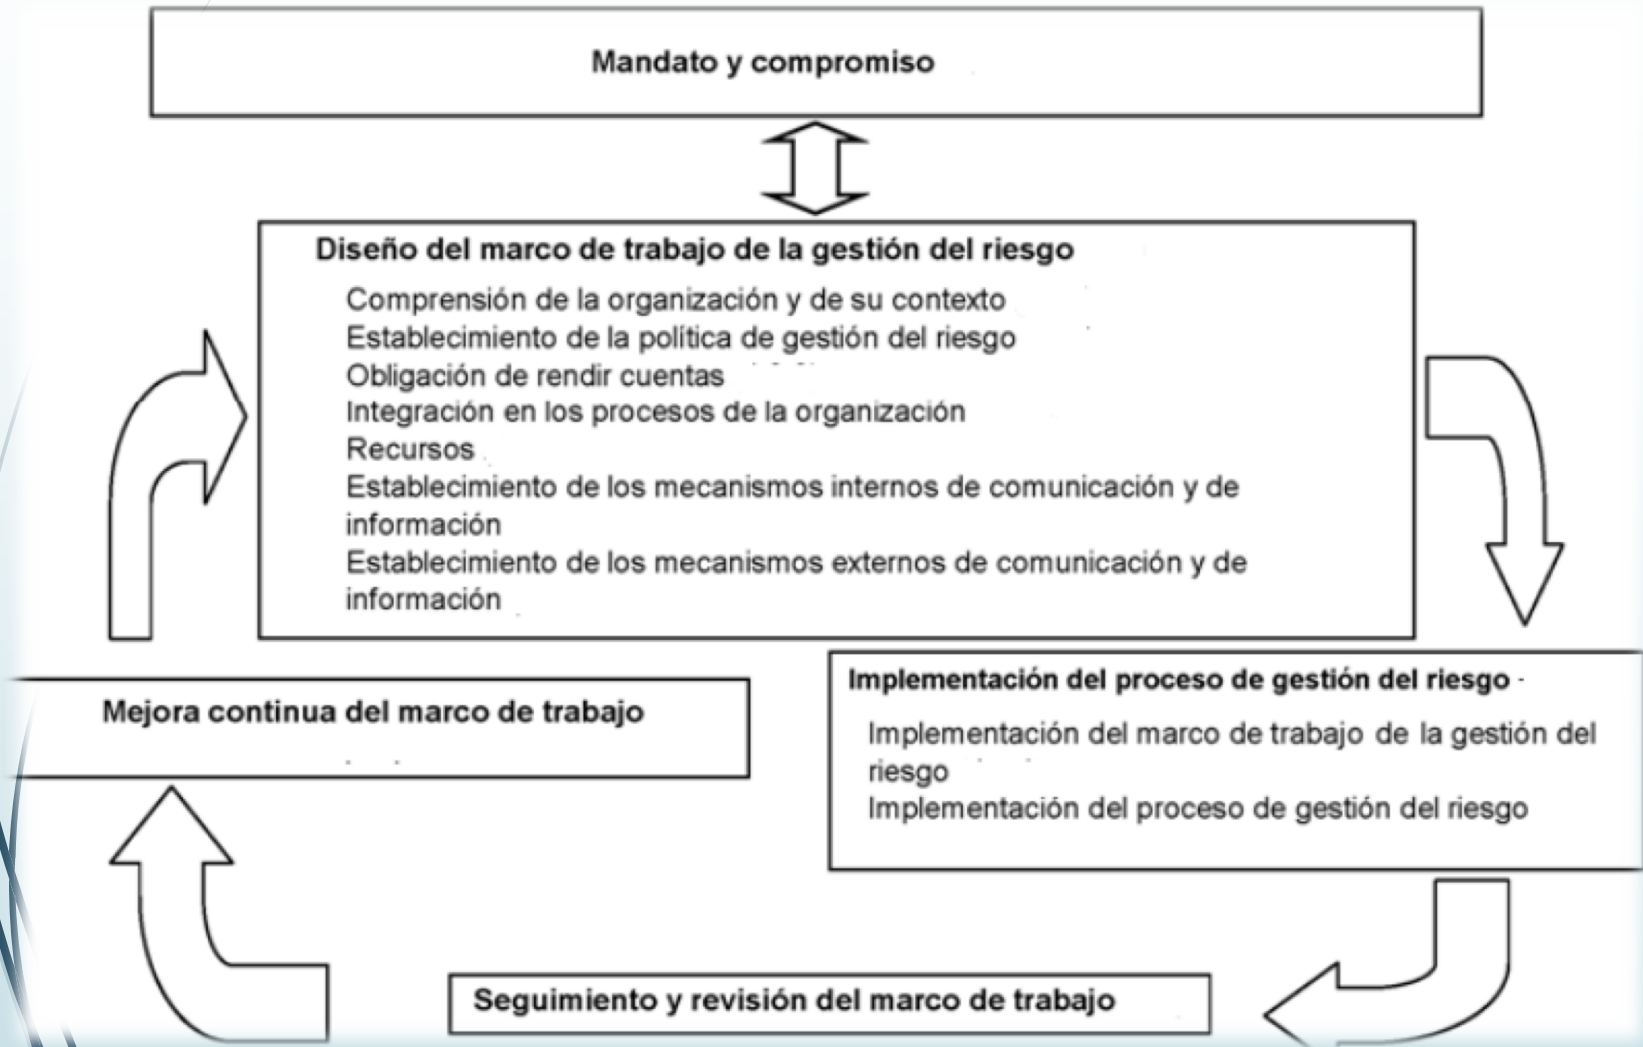 Mandato y compromiso
Diseño del marco de trabajo de la gestión del riesgo
Comprensión de la organización y de su contexto
Establecimiento de la política de gestión del riesgo
Obligación de rendir cuentas
Integración en los procesos de la organización
Recursos
Establecimiento de los mecanismos internos de comunicación y de
información
Establecimiento de los mecanismos externos de comunicación y de
información
Implementación del proceso de gestión del riesgo
Implementación del marco de trabajo de la gestión del
riesgo
Implementación del proceso de gestión del riesgo
Mejora continua del marco de trabajo
Seguimiento y revisión del marco de trabajo